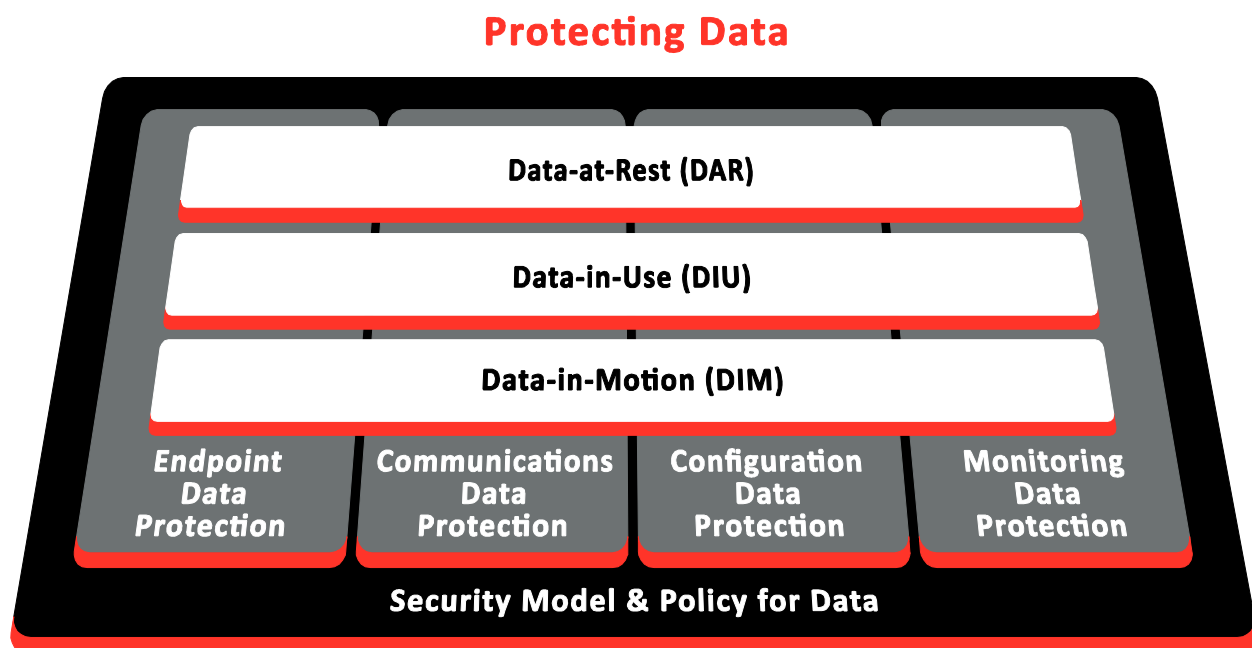 Protecting Data
Data-at-Rest (DAR)
Data-in-Use (DIU)
Data-in-Motion (DIM)
Endpoint
Data
Protection
Communications
Data
Protection
Configuration
Data
Protection
Monitoring
Data
Protection
Security Model & Policy for Data